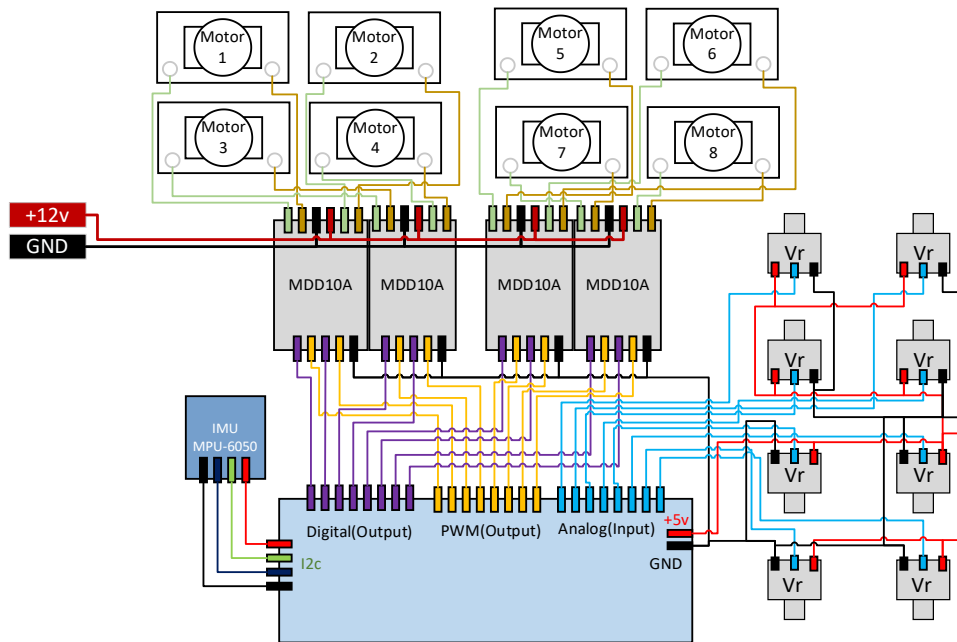 Motor
1
Motor
2
Motor
5
Motor
6
Motor
3
Motor
4
Motor
7
Motor
8
+12v
GND
MDD10A
MDD10A
MDD10A
MDD10A
Vr
Vr
Vr
Vr
IMU
MPU-6050
Vr
Vr
Digital(Output)
PWM(Output)
Analog(Input)
+5v
GND
I2c
Vr
Vr